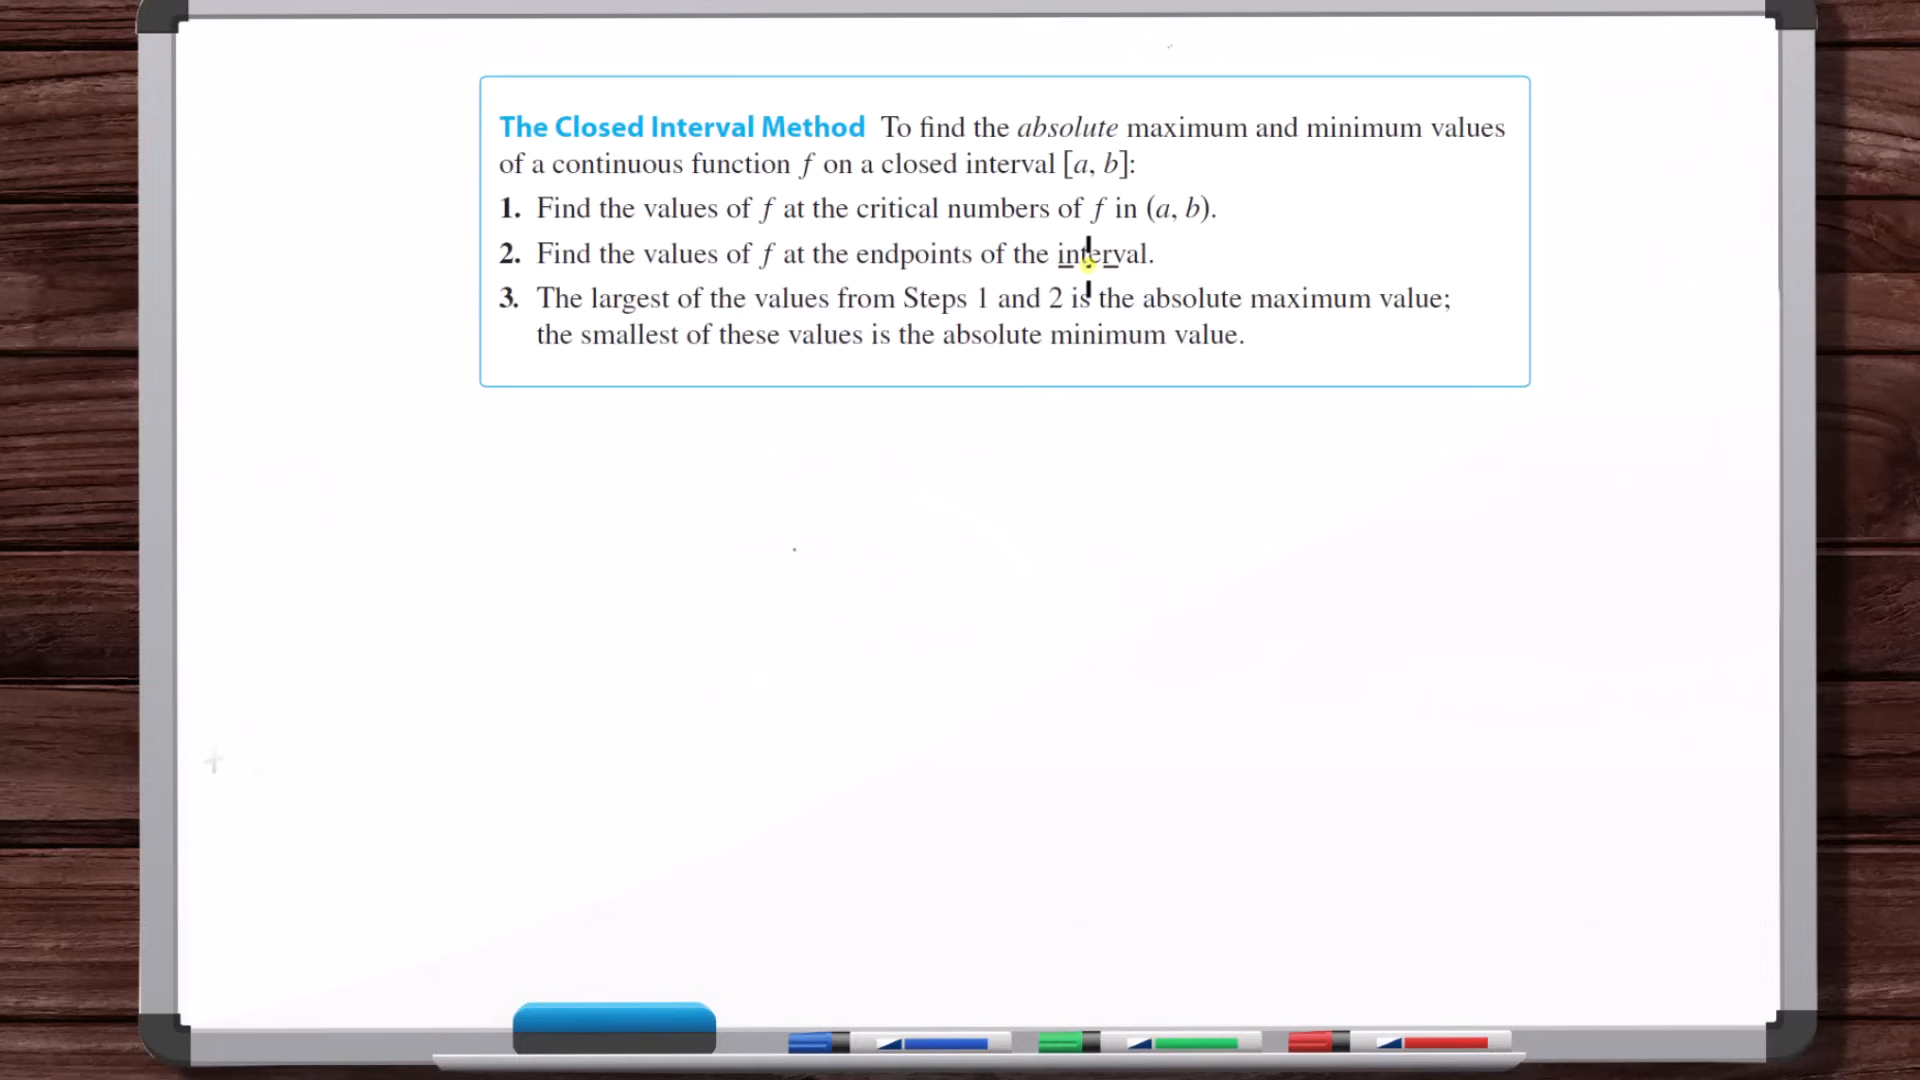 The Closed Interval Method To find the absolute maximum and minimum values
of a continuous function f on a closed interval [a, b]:
1. Find the values of f at the critical numbers of f in (a, b).
2. Find the values of f at the endpoints of the interval.
3. The largest of the values from Steps 1 and 2 is the absolute maximum value;
the smallest of these values is the absolute minimum value.